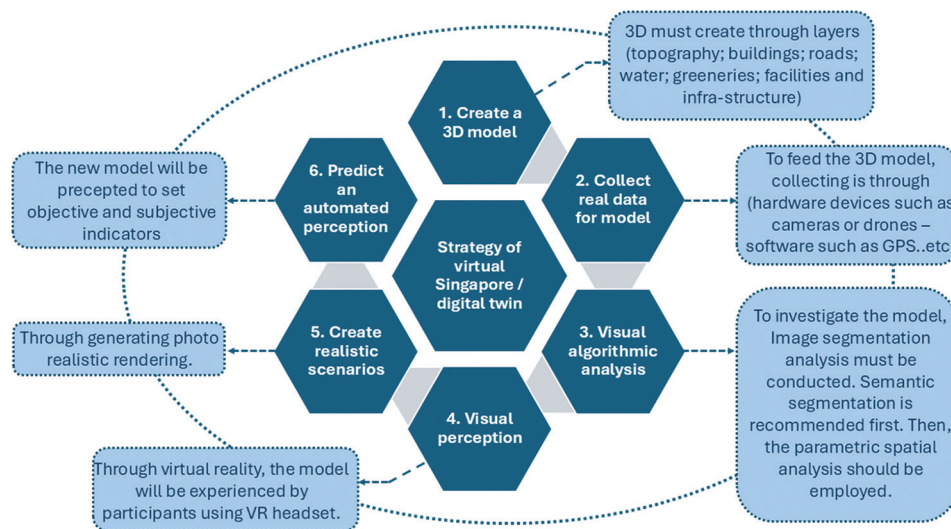 3D must create through layers
(topography; buildings; roads;
water; greeneries; facilities and
infra-structure)
1. Create a
3D model
The new model will be
precepted to set
objective and subjective
indicators
6. Predict
an
automated
perception
2. Collect
real data
for model
To feed the 3D model,
collecting is through
(hardware devices such as
cameras or drones –
software such as GPS..etc
Strategy of
virtual
Singapore /
digital twin
Through generating photo
realistic rendering.
5. Create
realistic
scenarios
3. Visual
algorithmic
analysis
To investigate the model,
Image segmentation
analysis must be
conducted. Semantic
segmentation is
recommended first. Then,
the parametric spatial
analysis should be
employed.
4. Visual
perception
Through virtual reality, the model
will be experienced by
participants using VR headset.